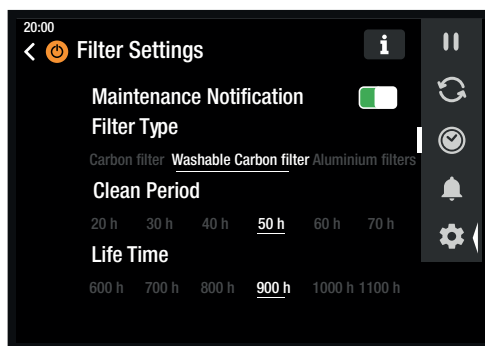 20:00
Filter Settings
i
Maintenance Notification
Filter Type
Carbon filter Washable Carbon filter Aluminium filters
Clean Period
20 h 30 h 40 h 50 h 60 h 70 h
Life Time
600 h 700 h 800 h 900 h 1000 h 1100 h